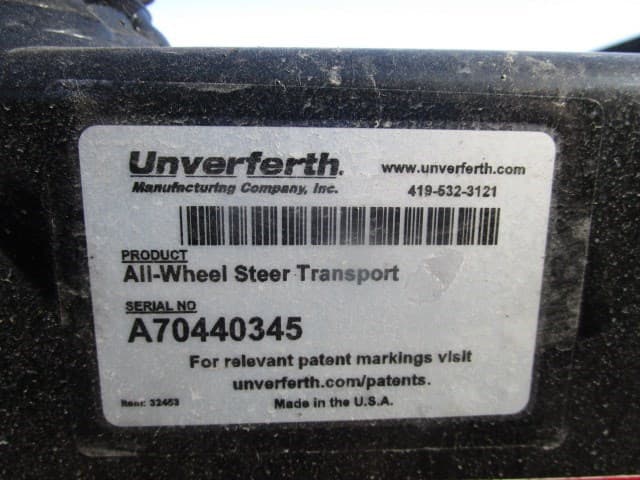 Unverferth. www.unverferth.com
Manufacturing Company, Inc. 419-532-3121
PRODUCT
All-Wheel Steer Transport
SERIAL NO
A70440345
For relevant patent markings visit
unverferth.com/patents.
Made in the U.S.A.